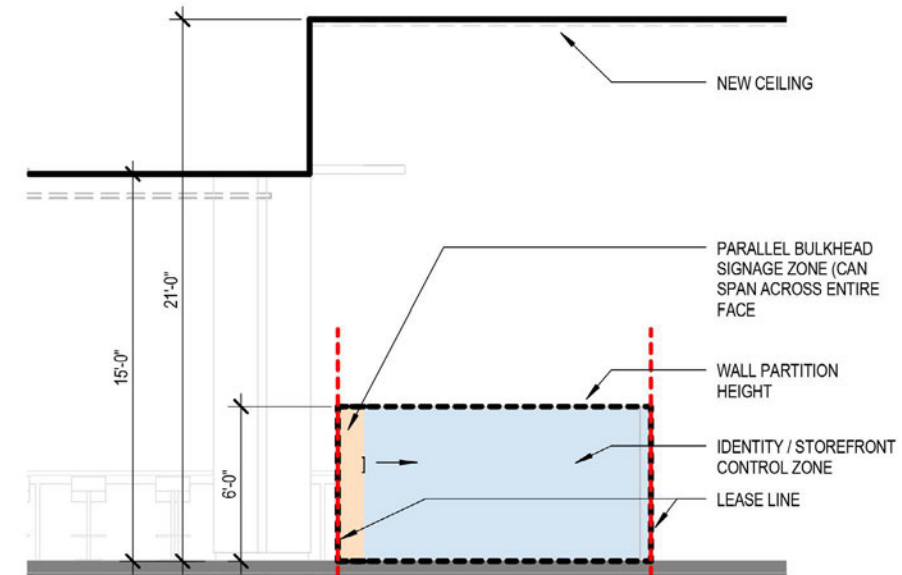 NEW CEILING
PARALLEL BULKHEAD
SIGNAGE ZONE (CAN
SPAN ACROSS ENTIRE
FACE
21'-0"
15'-0"
WALL PARTITION
HEIGHT
IDENTITY / STOREFRONT
CONTROL ZONE
6'-0"
LEASE LINE